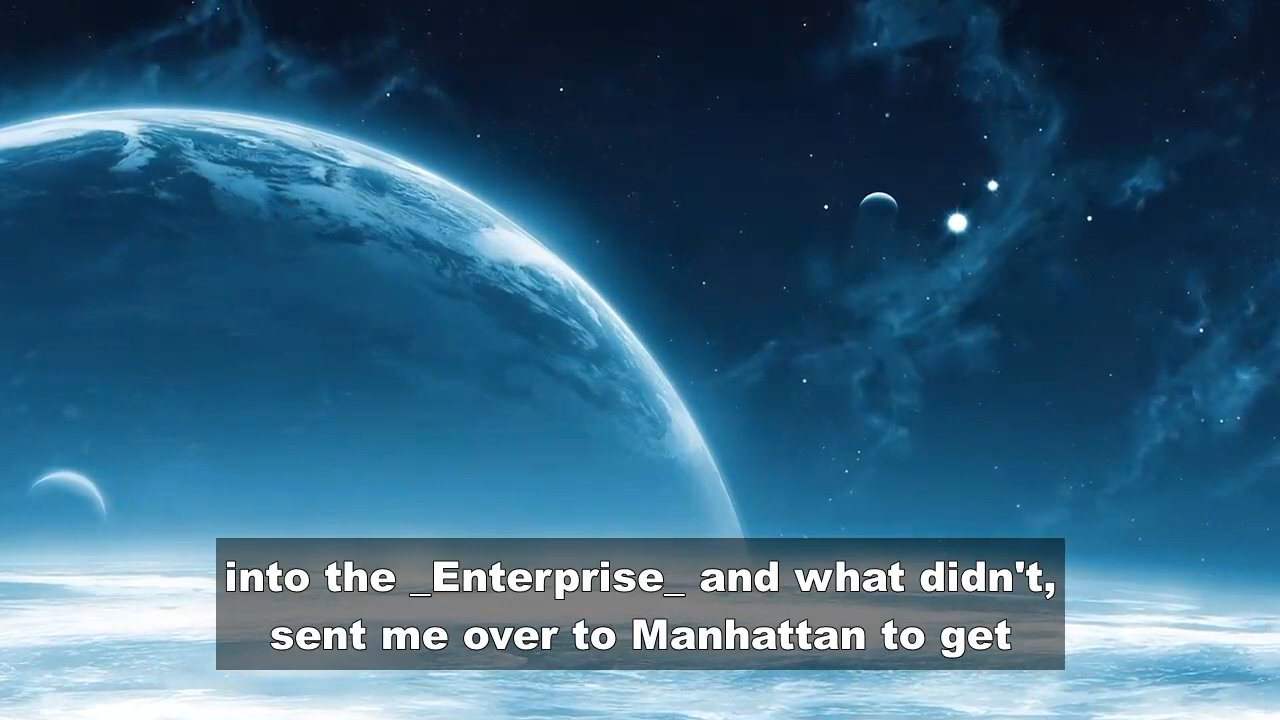 into the _Enterprise_ and what didn't,
sent me over to Manhattan to get